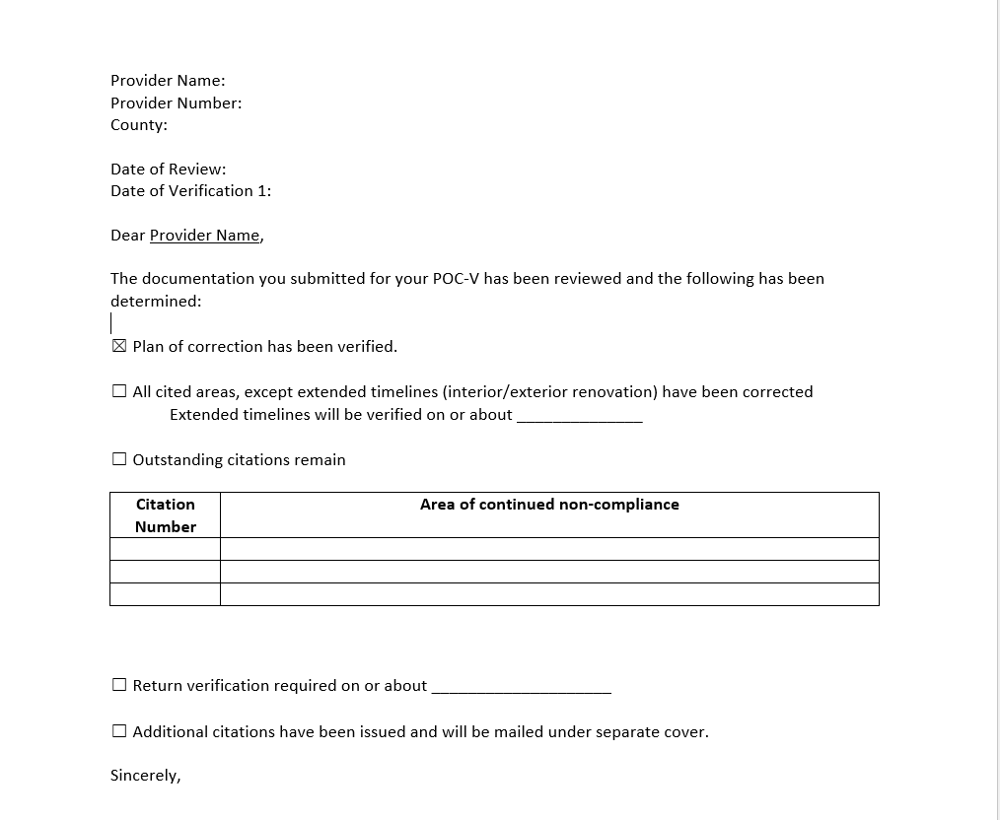 Provider Name:
Provider Number:
County:
Date of Review:
Date of Verification 1:
Dear Provider Name,
The documentation you submitted for your POC-V has been reviewed and the following has been
determined:
☒ Plan of correction has been verified.
☐ All cited areas, except extended timelines (interior/exterior renovation) have been corrected
Extended timelines will be verified on or about ______________
☐ Outstanding citations remain
Citation Number | Area of continued non-compliance
☐ Return verification required on or about ____________________
☐ Additional citations have been issued and will be mailed under separate cover.
Sincerely,